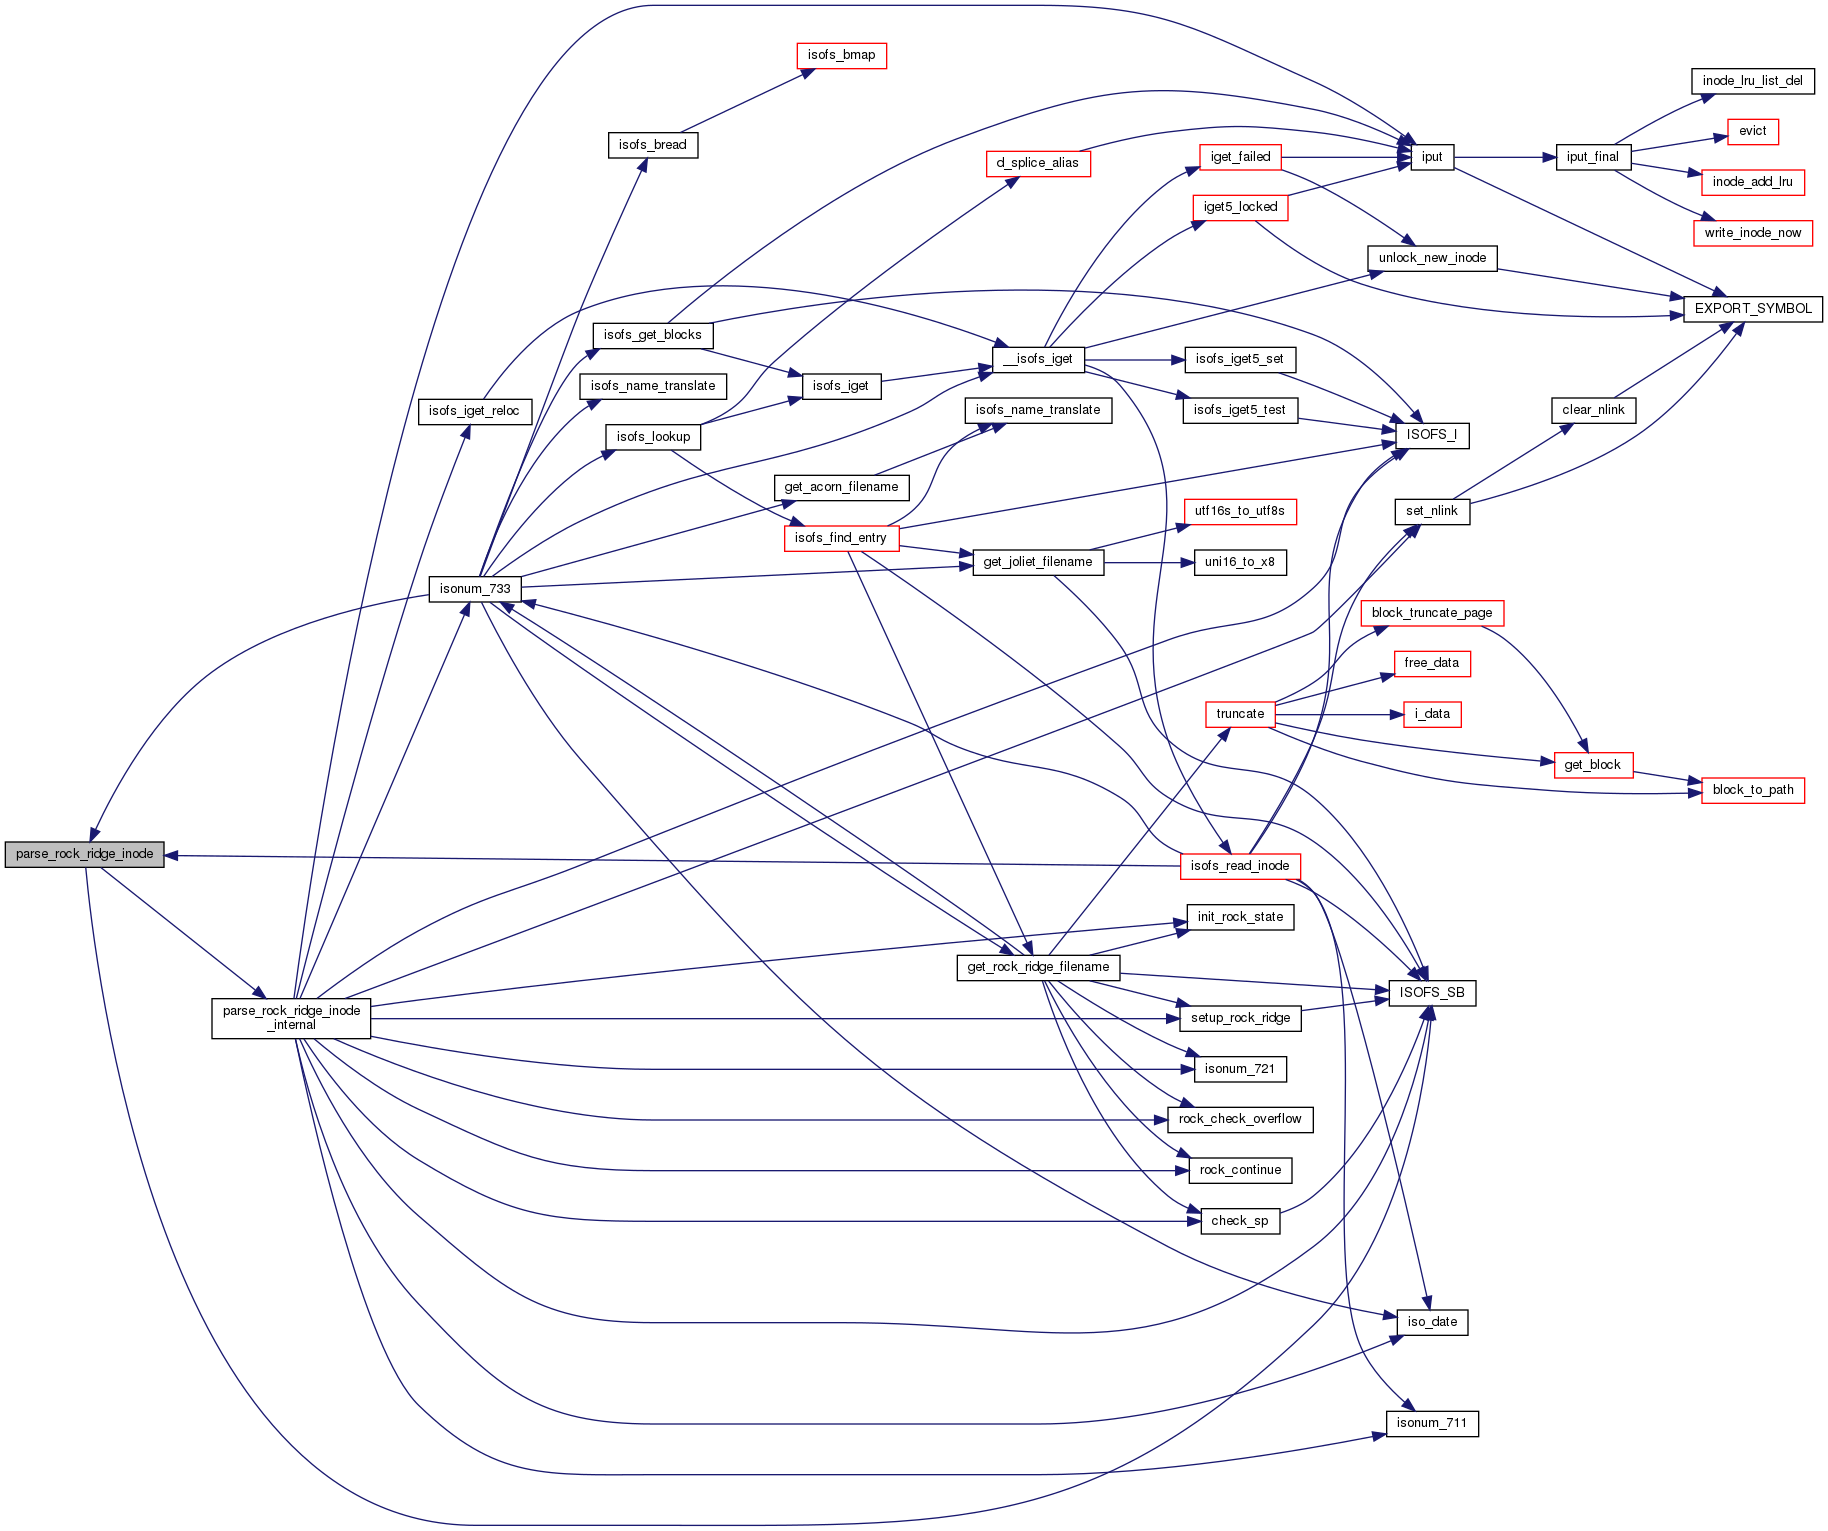 isofs_bmap
inode_lru_list_del
evict
isofs_bread
iput
iput_final
iget_failed
d_splice_alias
inode_add_lru
iget5_locked
write_inode_now
unlock_new_inode
EXPORT_SYMBOL
isofs_get_blocks
__isofs_iget
isofs_iget5_set
isofs_name_translate
isofs_iget
isofs_iget_reloc
isofs_name_translate
isofs_iget5_test
clear_nlink
isofs_lookup
ISOFS_I
get_acorn_filename
utf16s_to_utf8s
set_nlink
isofs_find_entry
get_joliet_filename
uni16_to_x8
isonum_733
block_truncate_page
free_data
truncate
i_data
get_block
block_to_path
parse_rock_ridge_inode
isofs_read_inode
init_rock_state
get_rock_ridge_filename
ISOFS_SB
parse_rock_ridge_inode
_internal
setup_rock_ridge
isonum_721
rock_check_overflow
rock_continue
check_sp
iso_date
isonum_711